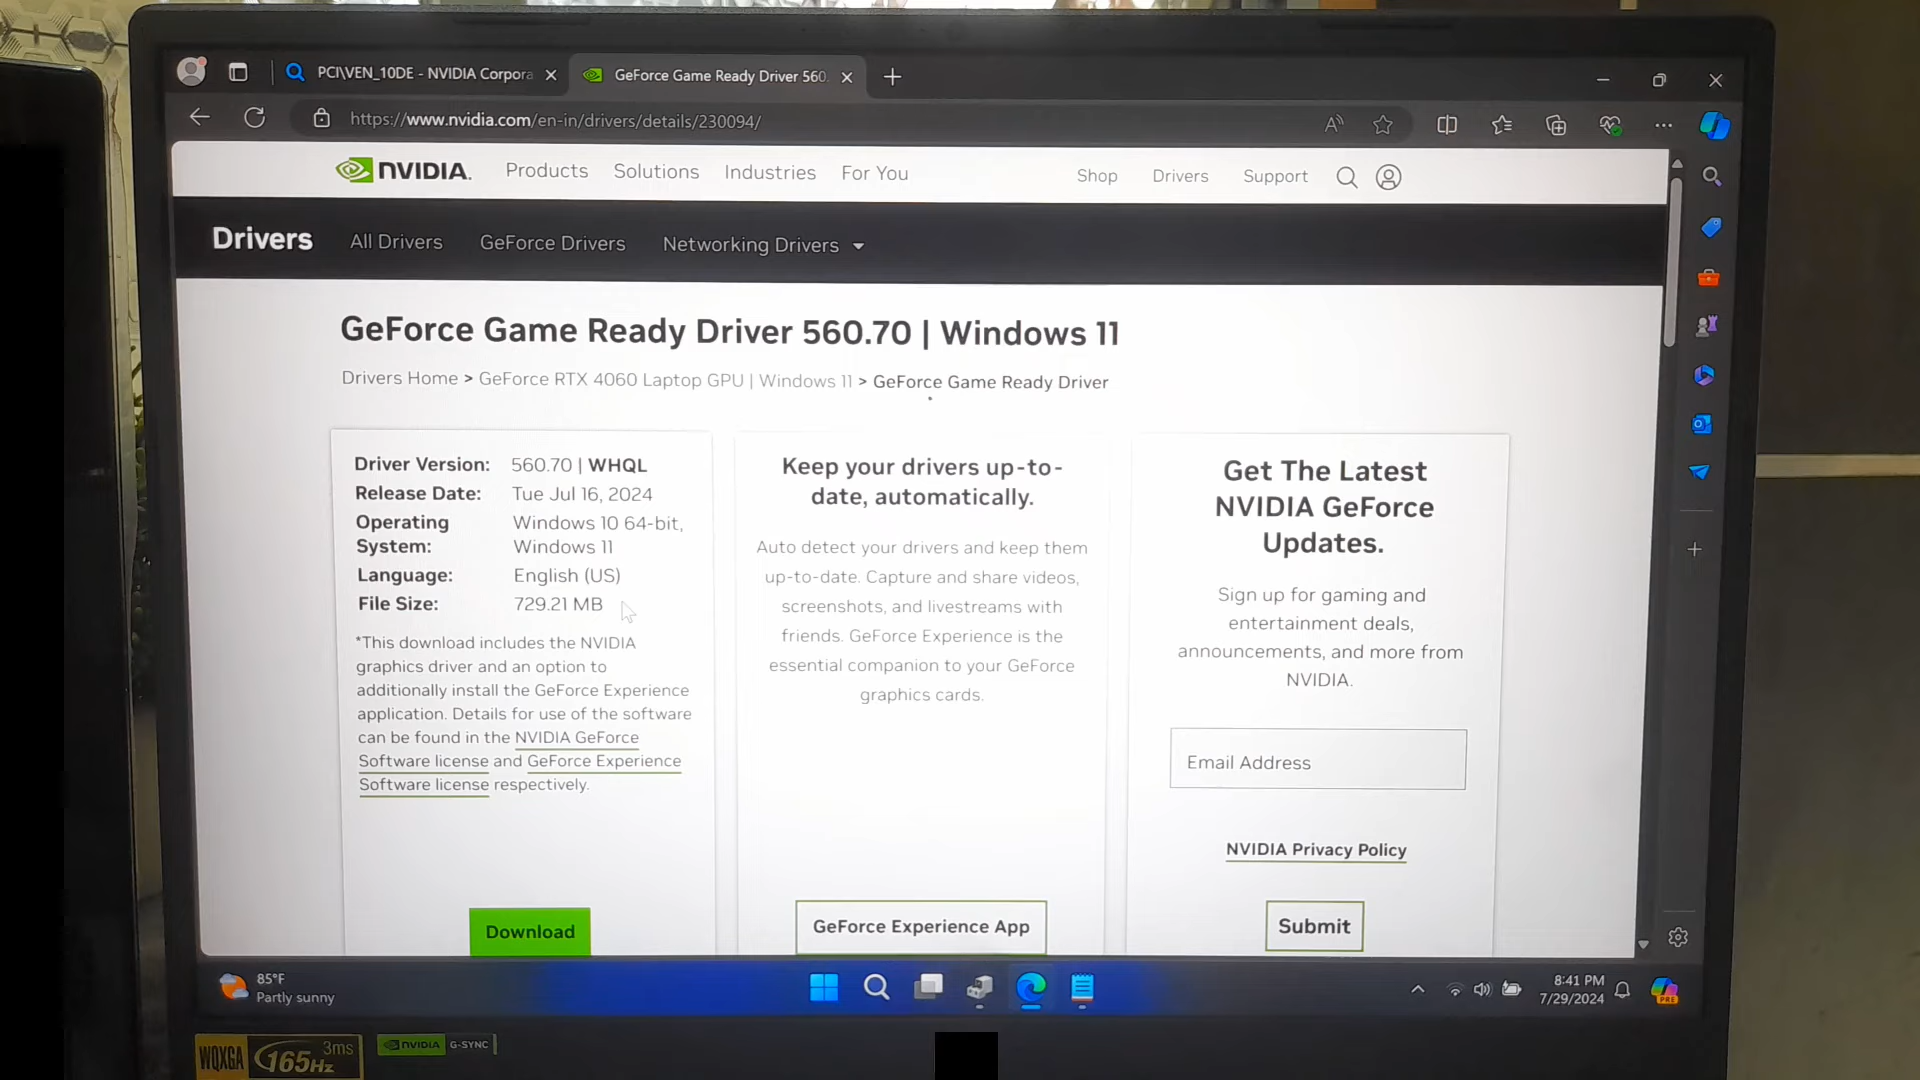 PCI\VEN_10DE - NVIDIA Corpora
GeForce Game Ready Driver 560.
https://www.nvidia.com/en-in/drivers/details/230094/
NVIDIA.
Products
Solutions
Industries
For You
Shop
Drivers
Support
Drivers
All Drivers
GeForce Drivers
Networking Drivers
GeForce Game Ready Driver 560.70 | Windows 11
Drivers Home > GeForce RTX 4060 Laptop GPU | Windows 11 > GeForce Game Ready Driver
Driver Version: 560.70 | WHQL
Release Date: Tue Jul 16, 2024
Operating System: Windows 10 64-bit, Windows 11
Language: English (US)
File Size: 729.21 MB
*This download includes the NVIDIA
graphics driver and an option to
additionally install the GeForce Experience
application. Details for use of the software
can be found in the NVIDIA GeForce
Software license and GeForce Experience
Software license respectively.
Download
Keep your drivers up-to-
date, automatically.
Auto detect your drivers and keep them
up-to-date. Capture and share videos,
screenshots, and livestreams with
friends. GeForce Experience is the
essential companion to your GeForce
graphics cards.
GeForce Experience App
Get The Latest
NVIDIA GeForce
Updates.
Sign up for gaming and
entertainment deals,
announcements, and more from
NVIDIA.
Email Address
NVIDIA Privacy Policy
Submit
85°F
Partly sunny
8:41 PM
7/29/2024
PRE
WQXGA
3ms
165Hz
NVIDIA
G-SYNC